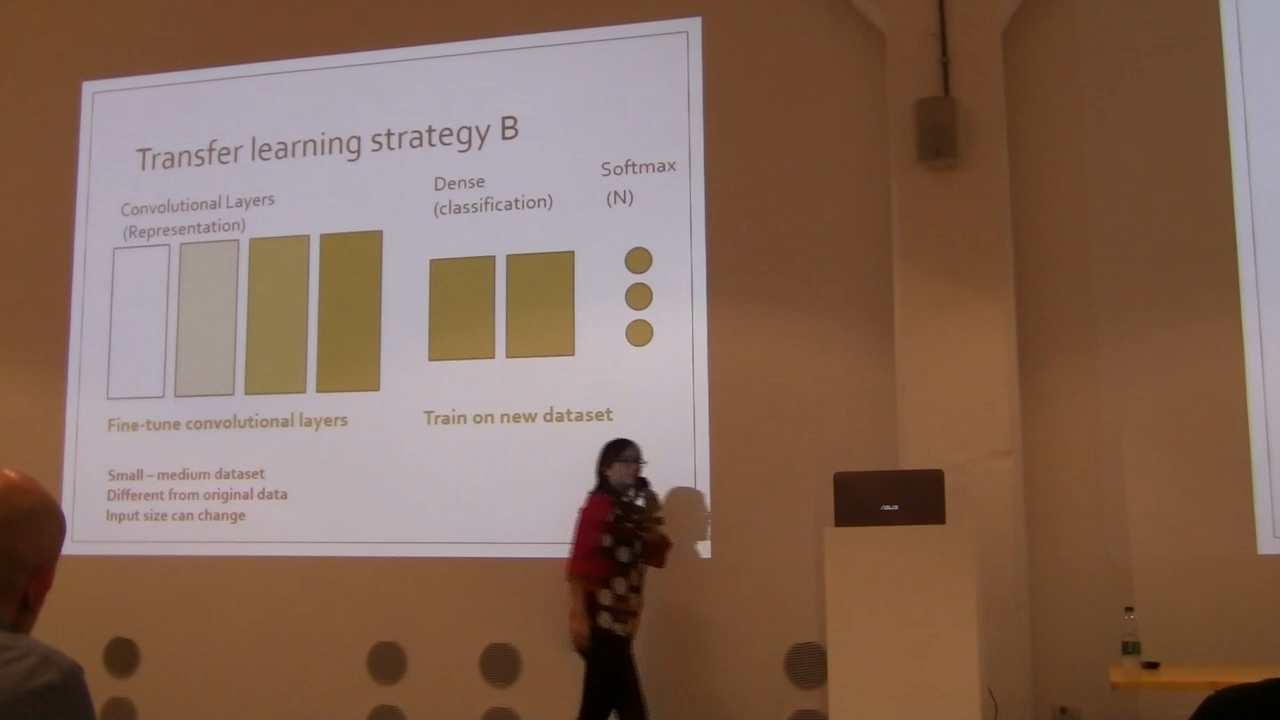 Transfer learning strategy B
Convolutional Layers
(Representation)
Dense
(classification)
Softmax
(N)
Fine-tune convolutional layers
Train on new dataset
Small – medium dataset
Different from original data
Input size can change
ASUS